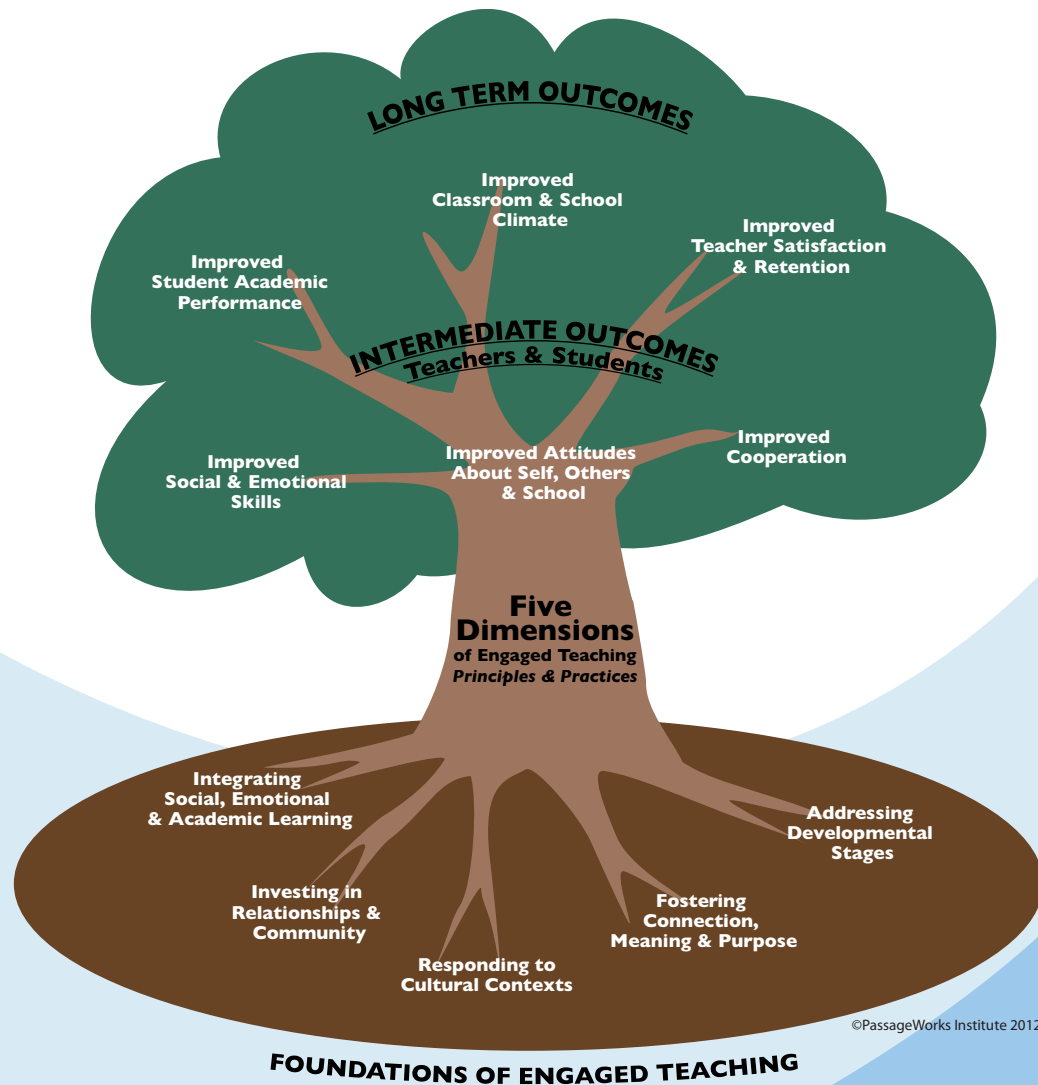 LONG TERM OUTCOMES
Improved
Classroom & School
Climate
Improved
Teacher Satisfaction
& Retention
Improved
Student Academic
Performance
INTERMEDIATE OUTCOMES
Teachers & Students
Improved
Social & Emotional
Skills
Improved Attitudes
About Self, Others
& School
Improved
Cooperation
Five
Dimensions
of Engaged Teaching
Principles & Practices
Integrating
Social, Emotional
& Academic Learning
Addressing
Developmental
Stages
Investing in
Relationships &
Community
Fostering
Connection,
Meaning & Purpose
Responding to
Cultural Contexts
©PassageWorks Institute 2012
FOUNDATIONS OF ENGAGED TEACHING